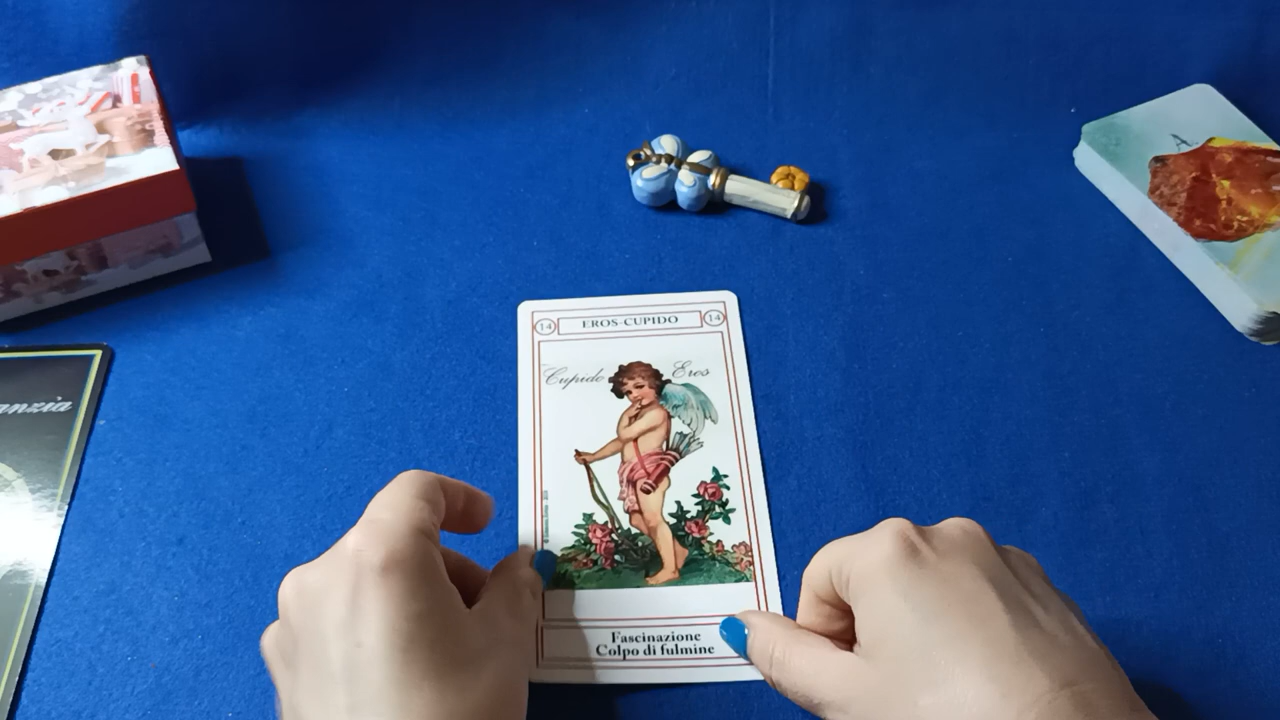 14 EROS-CUPIDO 14
Cupido Eros
Fascinazione
Colpo di fulmine
anzia
A